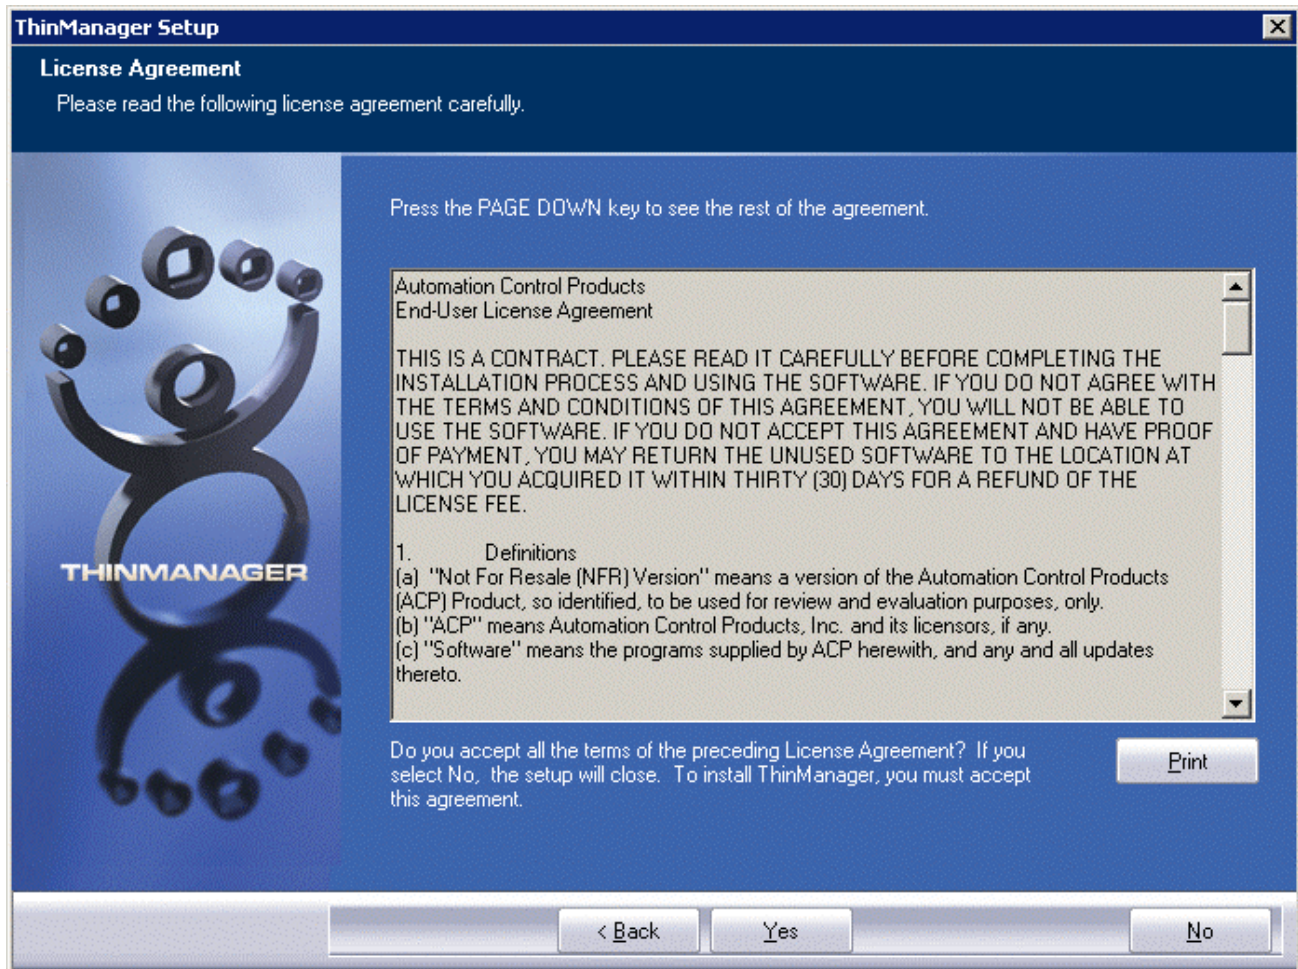 ThinManager Setup
License Agreement
Please read the following license agreement carefully.
Press the PAGE DOWN key to see the rest of the agreement.
Automation Control Products
End-User License Agreement
THIS IS A CONTRACT. PLEASE READ IT CAREFULLY BEFORE COMPLETING THE
INSTALLATION PROCESS AND USING THE SOFTWARE. IF YOU DO NOT AGREE WITH
THE TERMS AND CONDITIONS OF THIS AGREEMENT, YOU WILL NOT BE ABLE TO
USE THE SOFTWARE. IF YOU DO NOT ACCEPT THIS AGREEMENT AND HAVE PROOF
OF PAYMENT, YOU MAY RETURN THE UNUSED SOFTWARE TO THE LOCATION AT
WHICH YOU ACQUIRED IT WITHIN THIRTY (30) DAYS FOR A REFUND OF THE
LICENSE FEE.
1. Definitions
(a) "Not For Resale (NFR) Version" means a version of the Automation Control Products
(ACP) Product, so identified, to be used for review and evaluation purposes, only.
(b) "ACP" means Automation Control Products, Inc. and its licensors, if any.
(c) "Software" means the programs supplied by ACP herewith, and any and all updates
thereto.
THINMANAGER
Do you accept all the terms of the preceding License Agreement? If you
select No, the setup will close. To install ThinManager, you must accept
this agreement.
Print
< Back
Yes
No